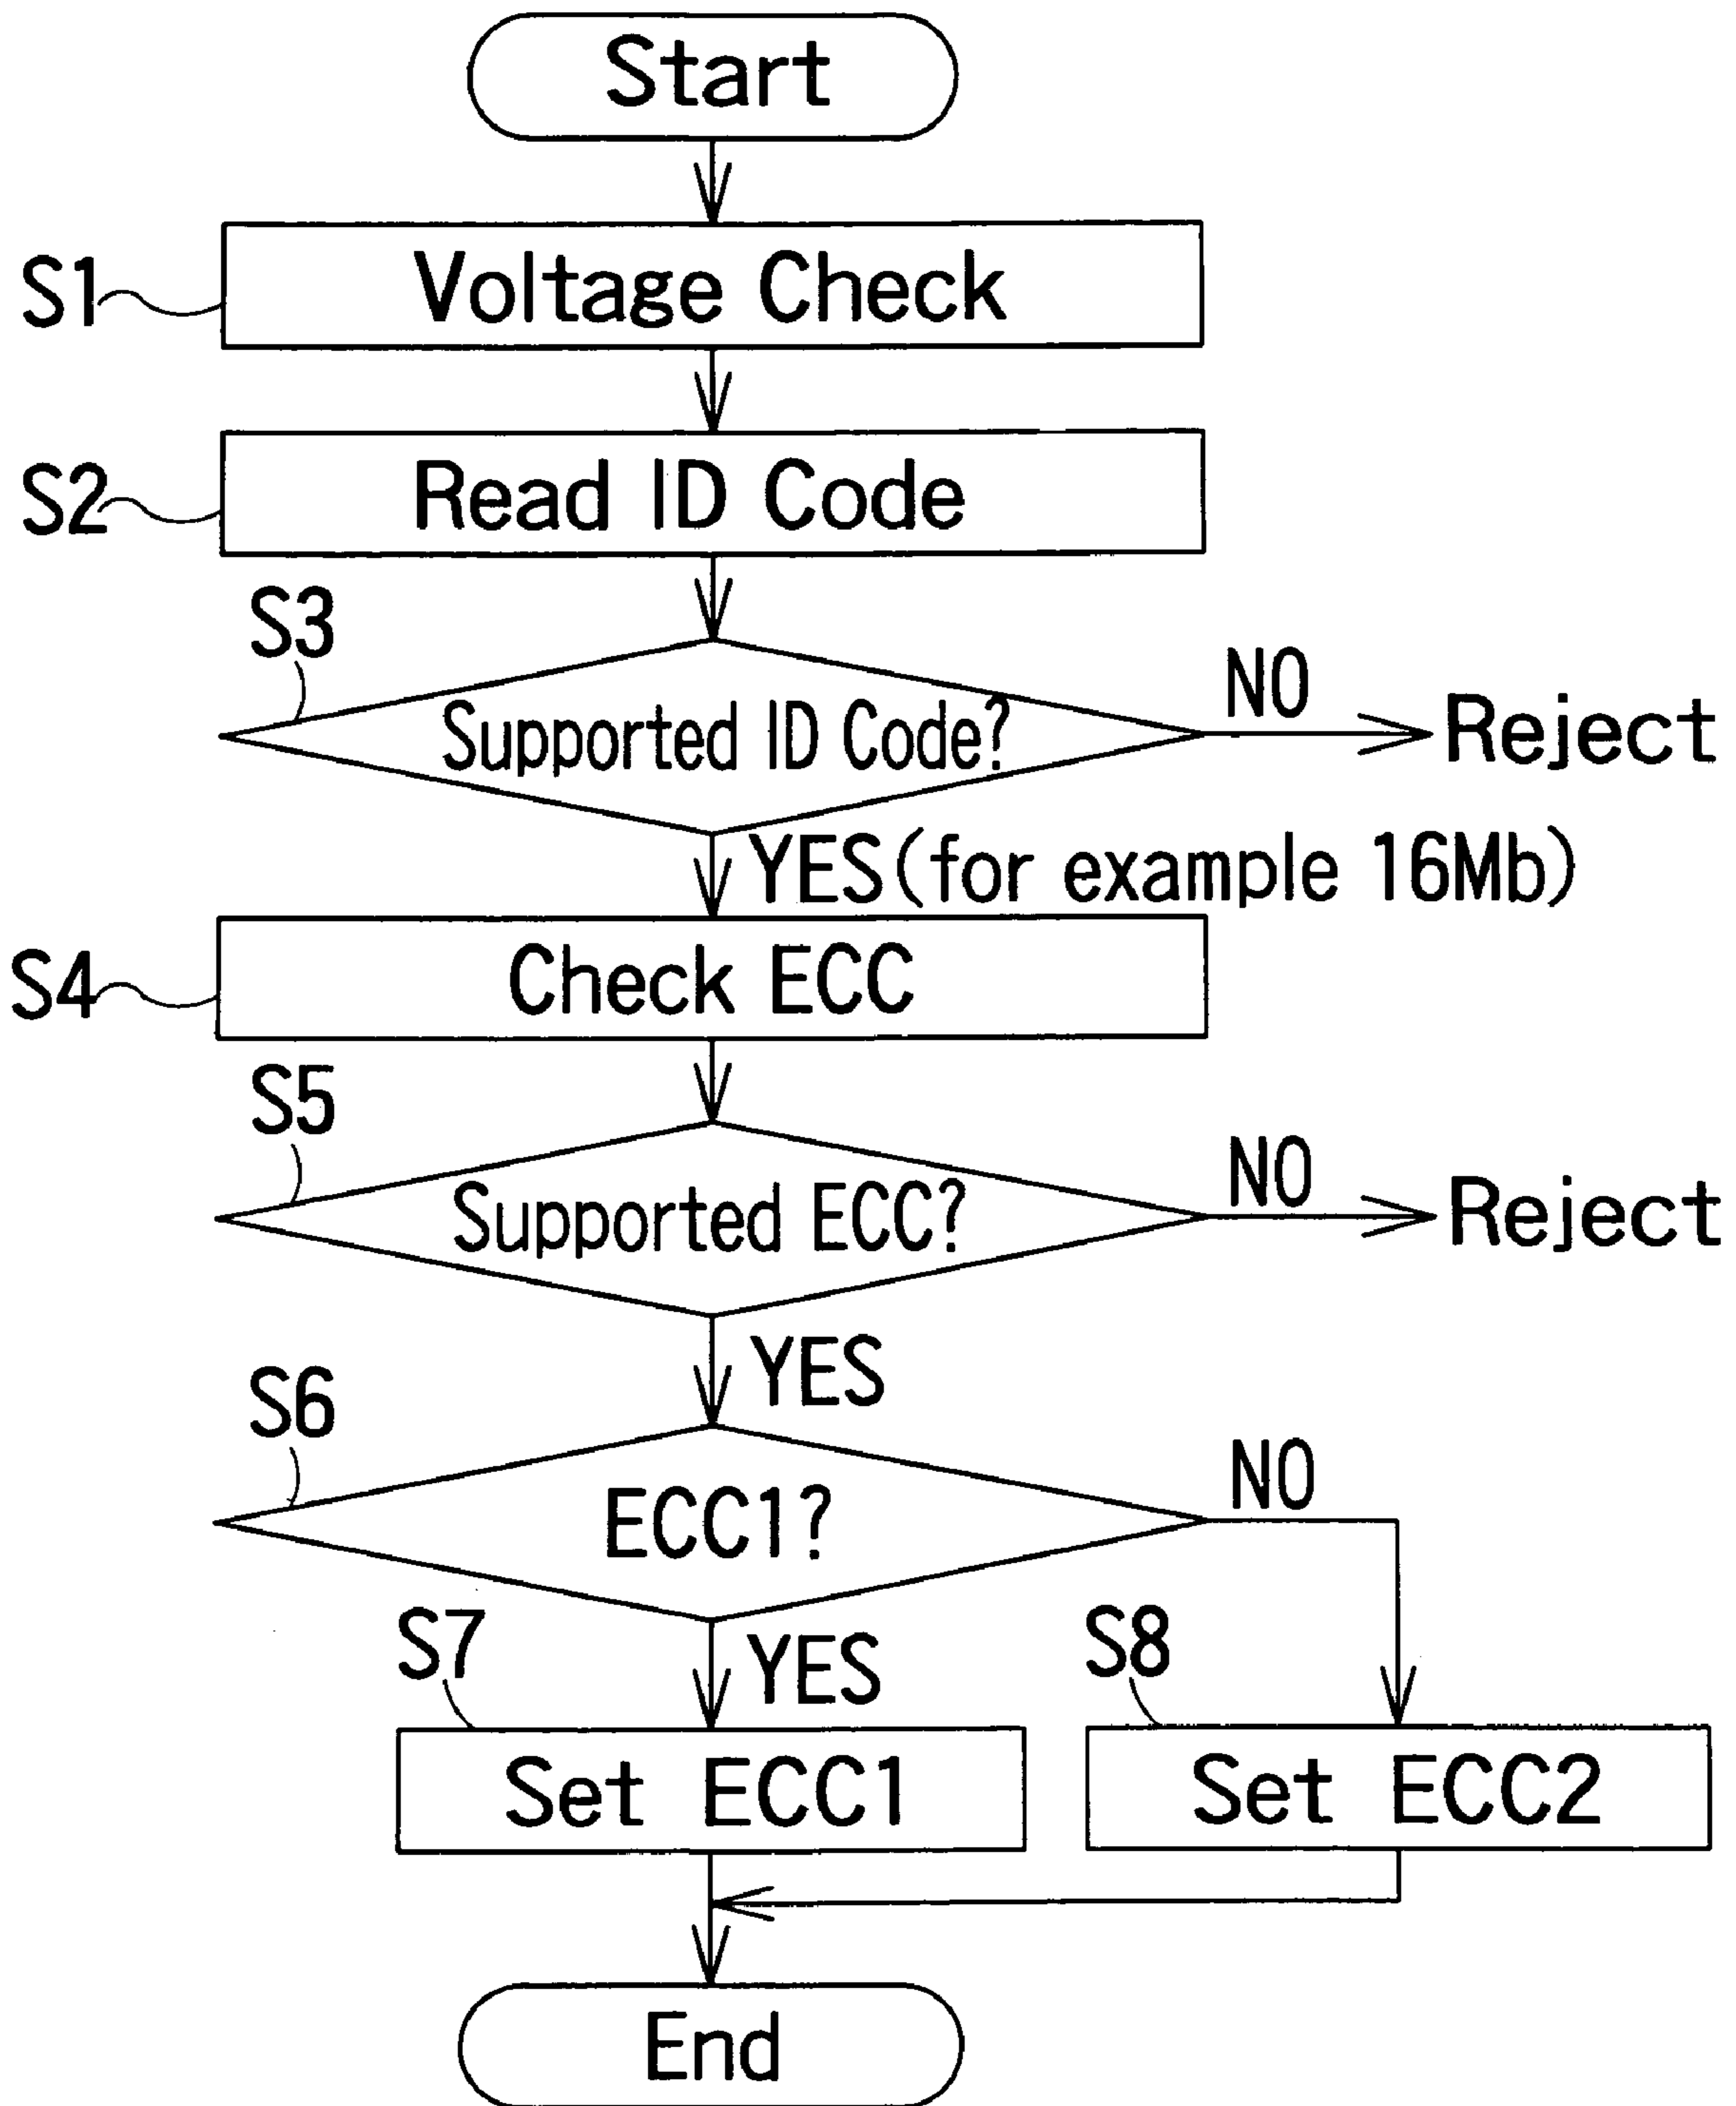 Start
S1
Voltage Check
S2
Read ID Code
S3
Supported ID Code?
NO
Reject
YES(for example 16Mb)
S4
Check ECC
S5
Supported ECC?
NO
Reject
YES
S6
ECC1?
NO
S7
YES
S8
Set ECC1
Set ECC2
End